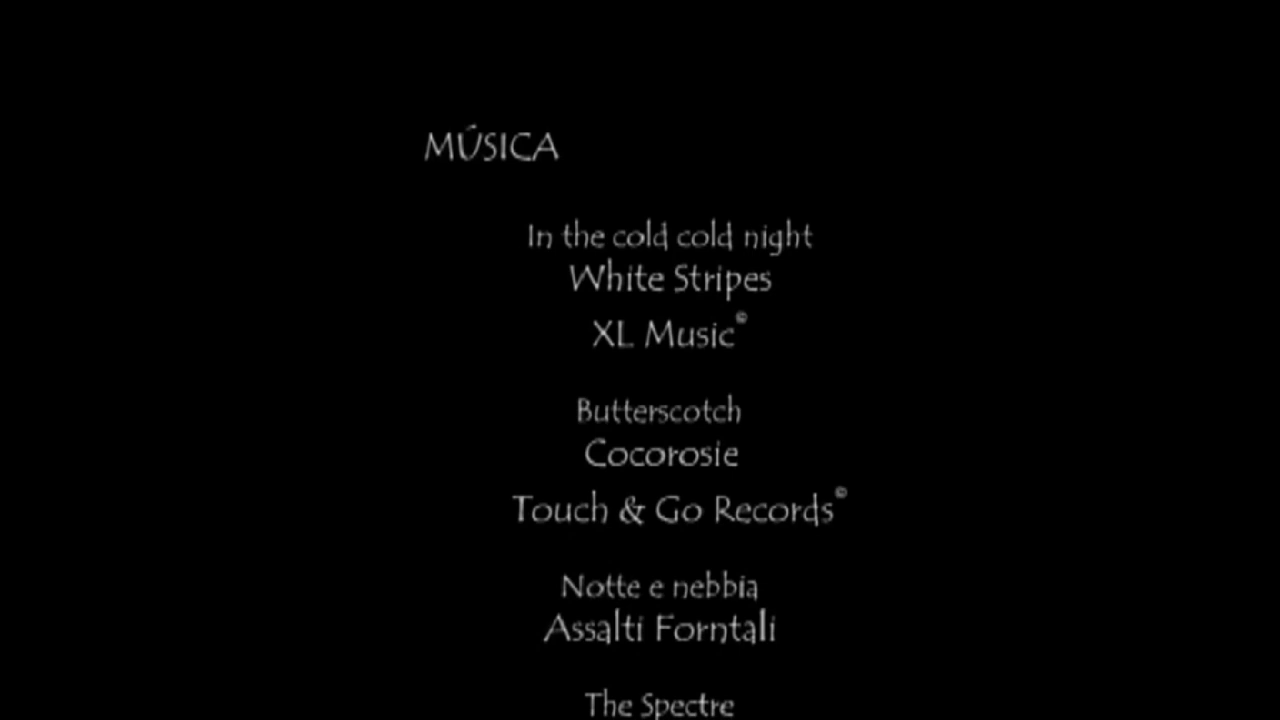 MÚSICA
In the cold cold night
White Stripes
XL Music©
Butterscotch
Cocorosie
Touch & Go Records©
Notte e nebbia
Assalti Forntali
The Spectre